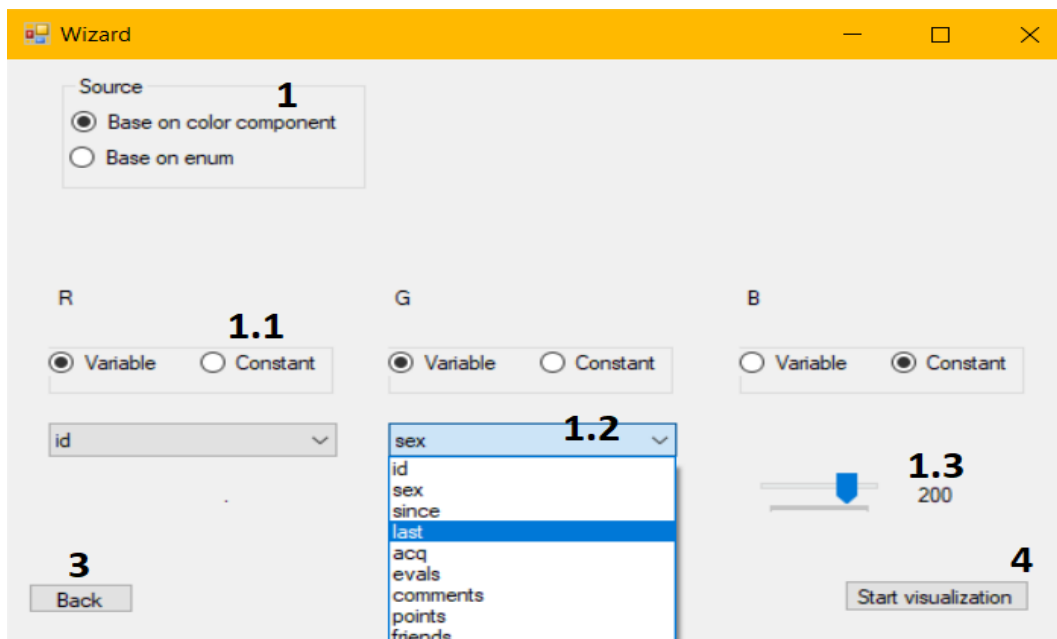 Wizard
Source
1
Base on color component
Base on enum
R G B
1.1
Variable Constant Variable Constant Variable Constant
id sex 1.2
id
sex
since
last
acq
evals
comments
points
friends
1.3
200
3
Back
4
Start visualization